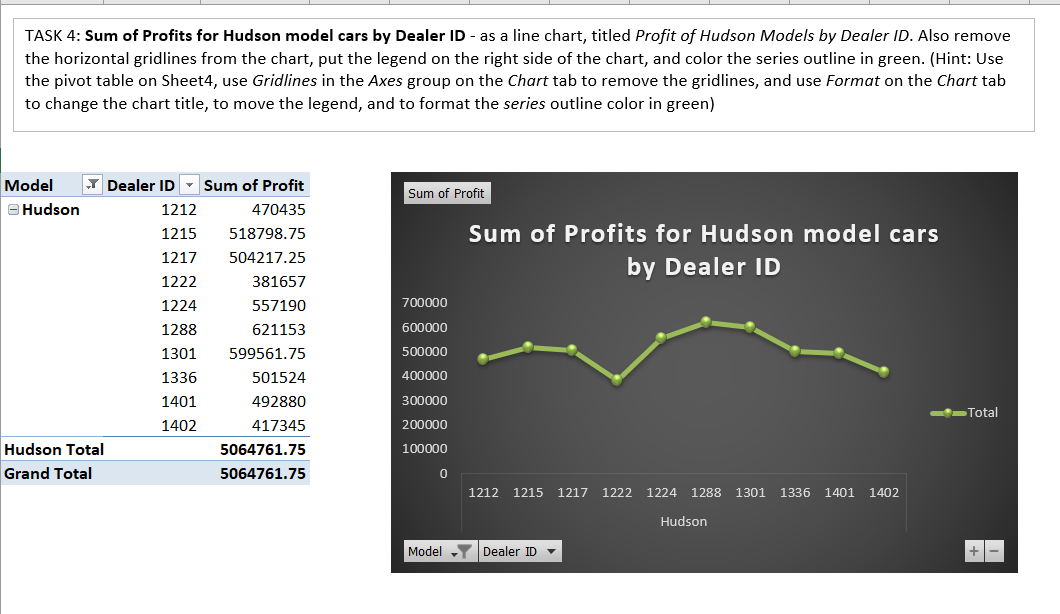 TASK 4: Sum of Profits for Hudson model cars by Dealer ID - as a line chart, titled Profit of Hudson Models by Dealer ID. Also remove
the horizontal gridlines from the chart, put the legend on the right side of the chart, and color the series outline in green. (Hint: Use
the pivot table on Sheet4, use Gridlines in the Axes group on the Chart tab to remove the gridlines, and use Format on the Chart tab
to change the chart title, to move the legend, and to format the series outline color in green)
Model Dealer ID Sum of Profit
Hudson 1212 470435
1215 518798.75
1217 504217.25
1222 381657
1224 557190
1288 621153
1301 599561.75
1336 501524
1401 492880
1402 417345
Hudson Total 5064761.75
Grand Total 5064761.75
Sum of Profit
Sum of Profits for Hudson model cars
by Dealer ID
700000
600000
500000
400000
300000
200000
100000
0
1212 1215 1217 1222 1224 1288 1301 1336 1401 1402
Hudson
Total
Model Dealer ID
+ −